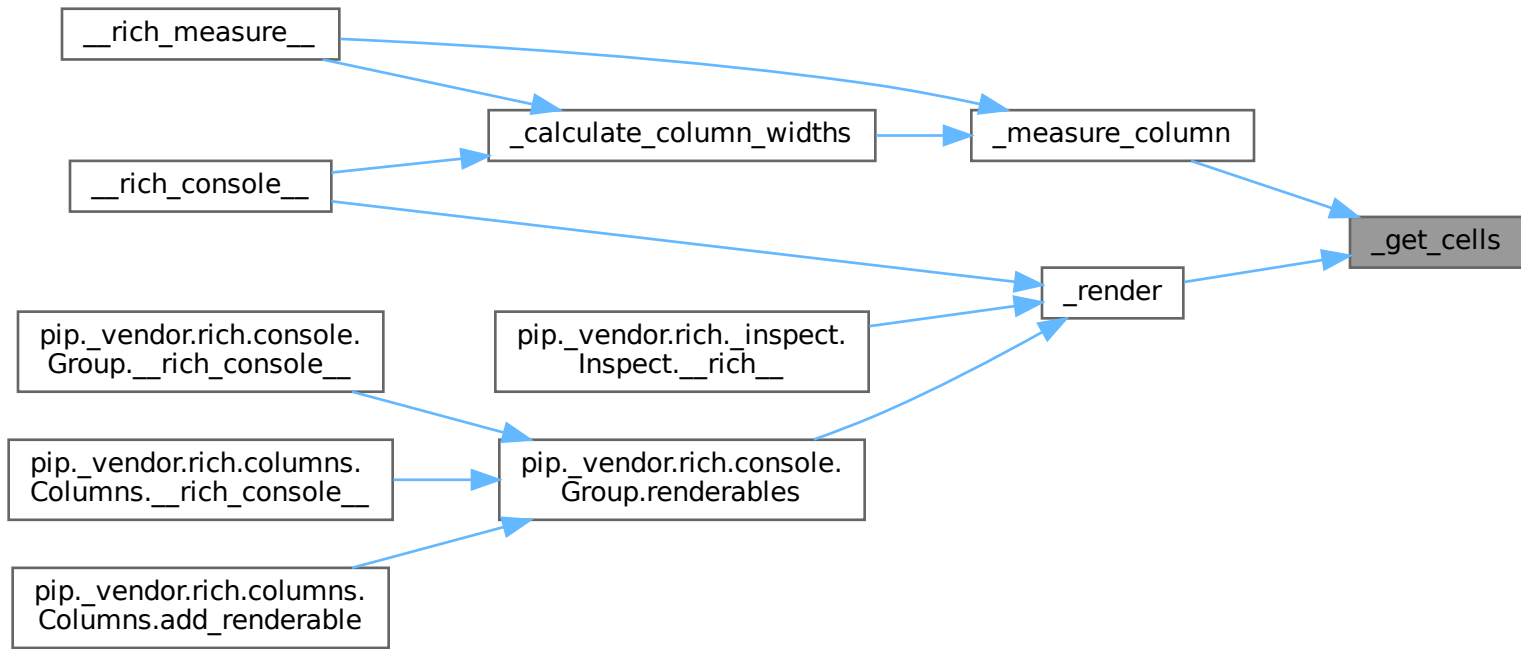 __rich_measure__
_calculate_column_widths
_measure_column
__rich_console__
_get_cells
_render
pip._vendor.rich.console.
Group.__rich_console__
pip._vendor.rich._inspect.
Inspect.__rich__
pip._vendor.rich.columns.
Columns.__rich_console__
pip._vendor.rich.console.
Group.renderables
pip._vendor.rich.columns.
Columns.add_renderable